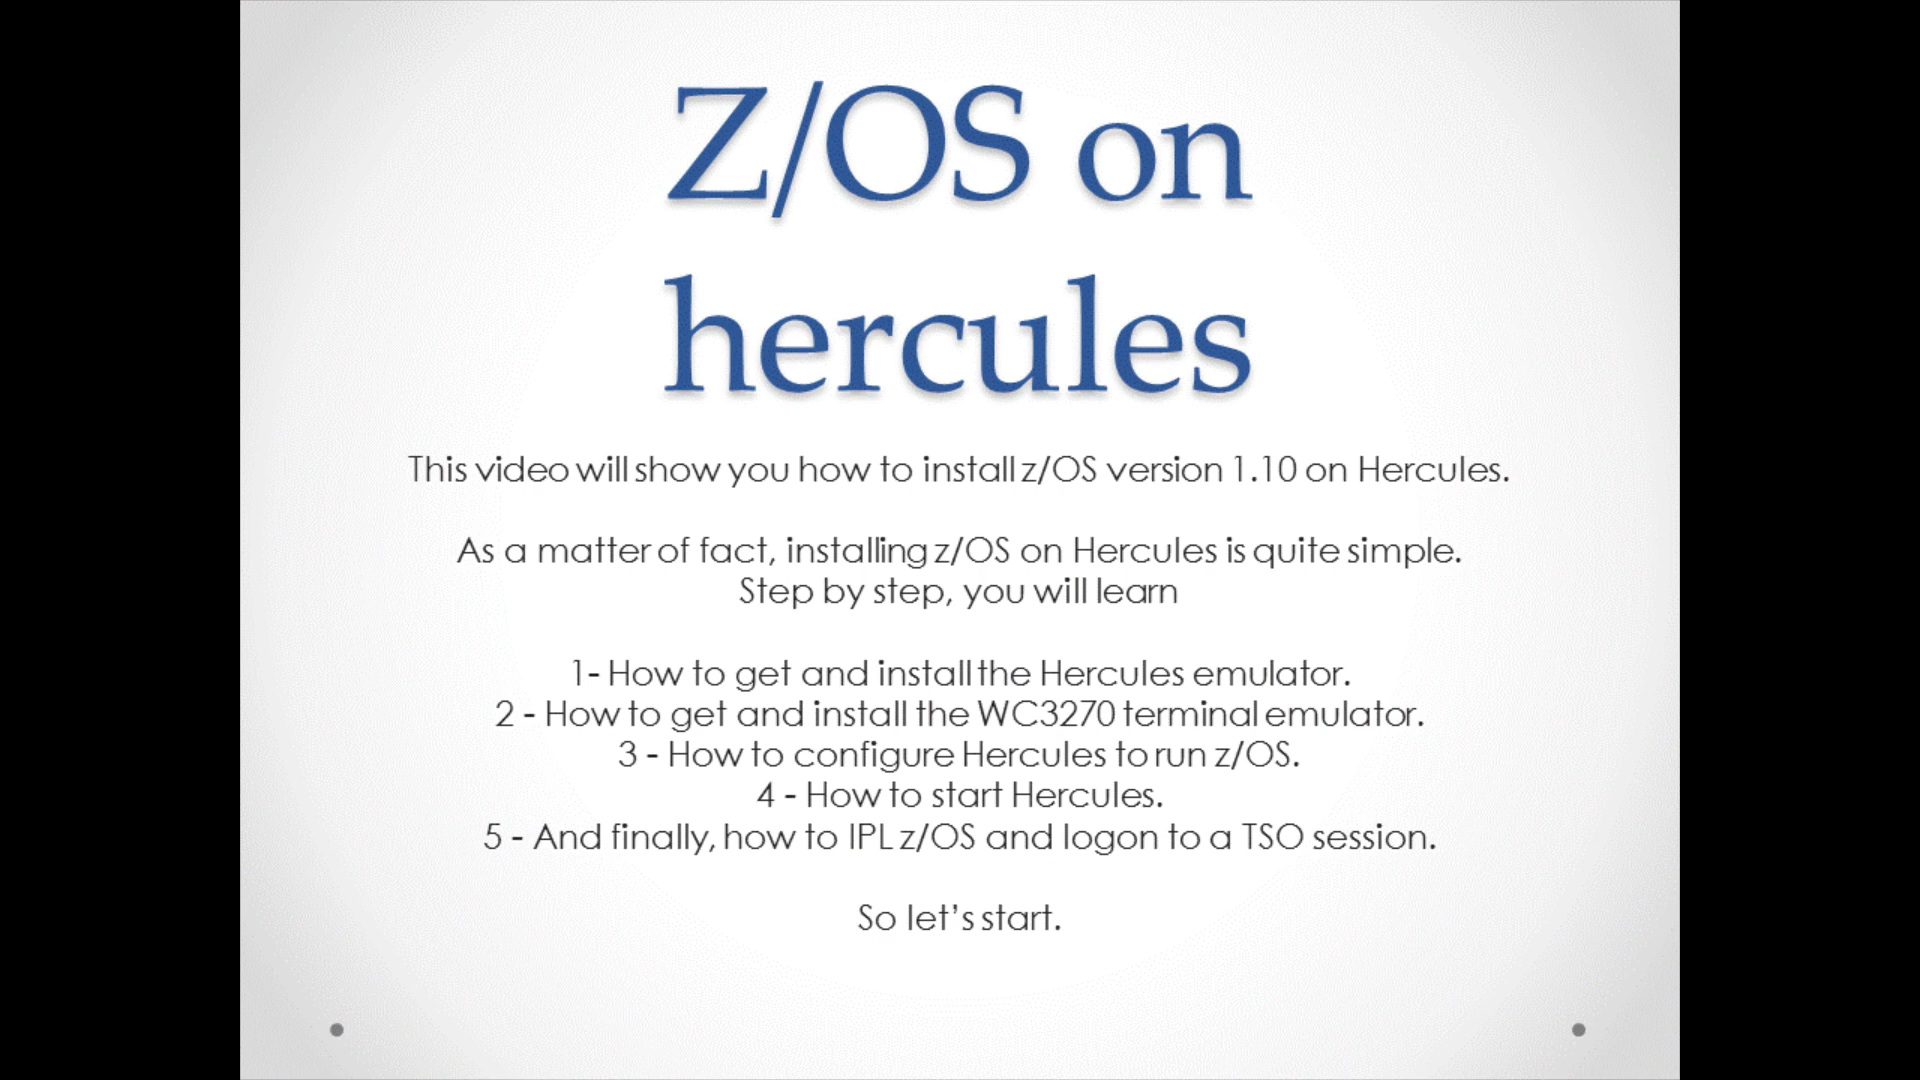 Z/OS on
hercules
This video will show you how to install z/OS version 1.10 on Hercules.
As a matter of fact, installing z/OS on Hercules is quite simple.
Step by step, you will learn
1- How to get and install the Hercules emulator.
2 - How to get and install the WC3270 terminal emulator.
3 - How to configure Hercules to run z/OS.
4 - How to start Hercules.
5 - And finally, how to IPL z/OS and logon to a TSO session.
So let’s start.